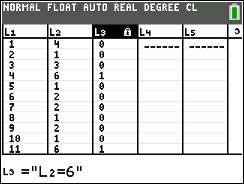 NORMAL FLOAT AUTO REAL DEGREE CL
L1 L2 L3 L4 L5 3
1 4 0 ------ ------
2 1 0
3 3 0
4 6 1
5 1 0
6 2 0
7 2 0
8 1 0
9 2 0
10 1 0
11 6 1
L3 ="L2=6"